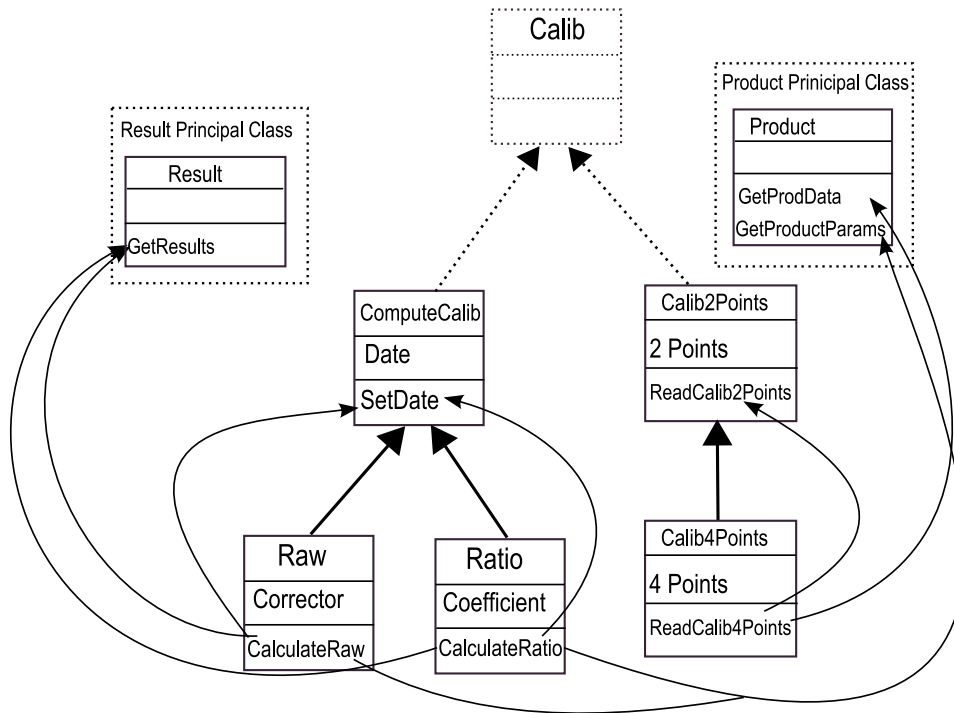 Calib
Product Prinicipal Class
Product
GetProdData
GetProductParams
Result Principal Class
Result
GetResults
ComputeCalib
Date
SetDate
Calib2Points
2 Points
ReadCalib2Points
Raw
Corrector
CalculateRaw
Ratio
Coefficient
CalculateRatio
Calib4Points
4 Points
ReadCalib4Points